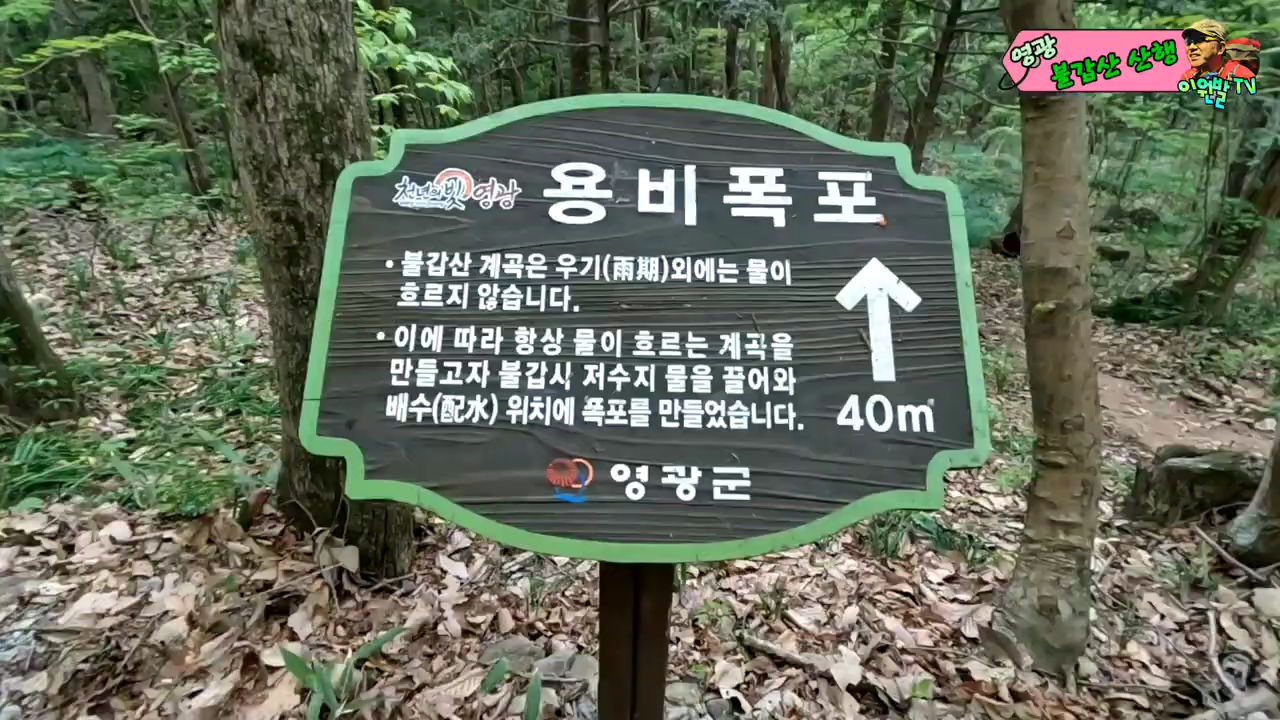 영광
불갑산 산행
이원발TV
천년의 빛 영광
용비폭포
• 불갑산 계곡은 우기(雨期)외에는 물이
흐르지 않습니다.
• 이에 따라 항상 물이 흐르는 계곡을
만들고자 불갑사 저수지 물을 끌어와
배수(配水) 위치에 폭포를 만들었습니다.
40m
영광군